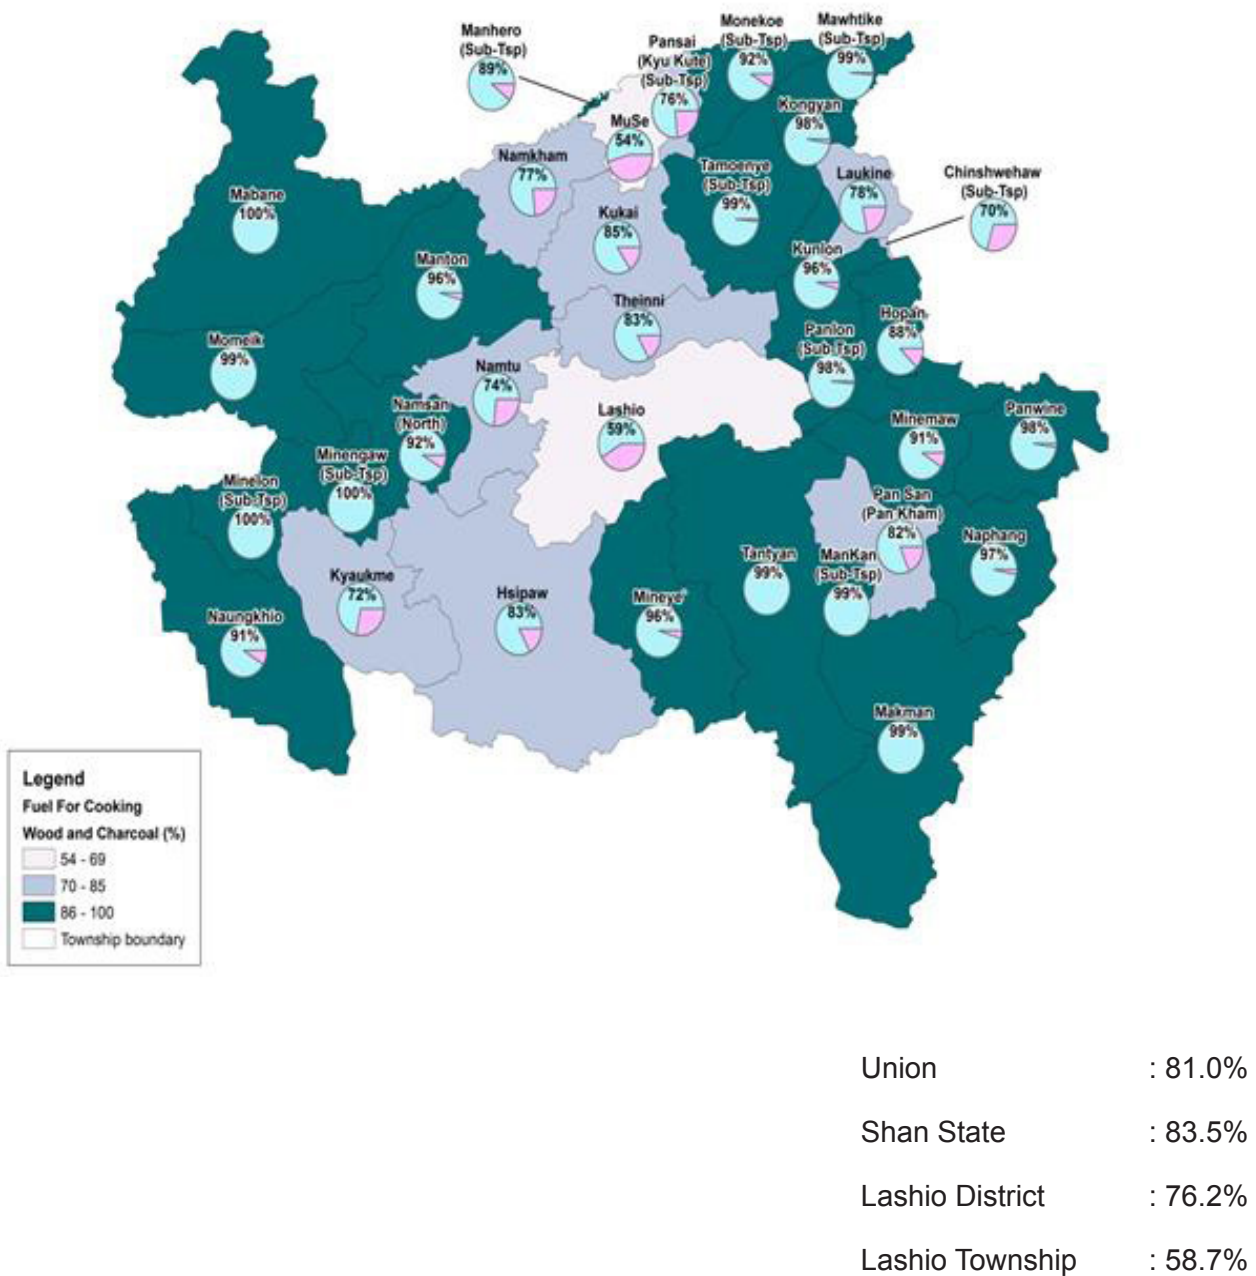 Manhero
(Sub-Tsp)
89%
Pansai
(Kyu Kute)
(Sub-Tsp)
76%
Monekoe
(Sub-Tsp)
92%
Mawhtike
(Sub-Tsp)
99%
Kongyan
98%
MuSe
54%
Namkham
77%
Tamoenye
(Sub-Tsp)
99%
Laukine
78%
Chinshwehaw
(Sub-Tsp)
70%
Mabane
100%
Kukai
85%
Manton
96%
Kunlon
96%
Theinni
83%
Hopan
88%
Panlon
(Sub-Tsp)
98%
Momeik
99%
Namtu
74%
Lashio
59%
Namsan
(North)
92%
Minemaw
91%
Panwine
98%
Minengaw
(Sub-Tsp)
100%
Minelon
(Sub-Tsp)
100%
Pan San
(Pan Kham)
82%
Naphang
97%
Tantyan
99%
ManKan
(Sub-Tsp)
99%
Kyaukme
72%
Hsipaw
83%
Mineye
96%
Naungkhio
91%
Makman
99%
Legend
Fuel For Cooking
Wood and Charcoal (%)
54 - 69
70 - 85
86 - 100
Township boundary
Union : 81.0%
Shan State : 83.5%
Lashio District : 76.2%
Lashio Township : 58.7%